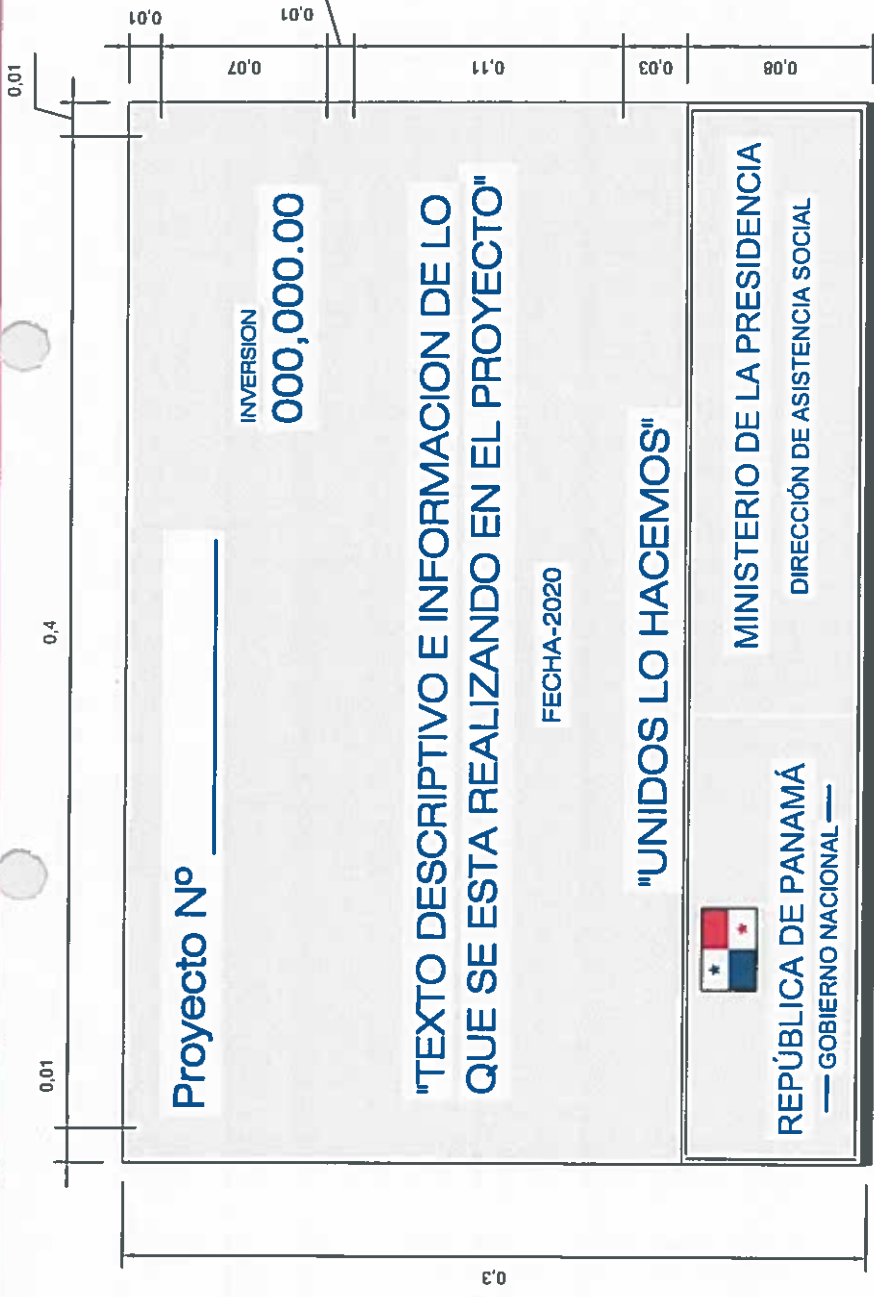 0,01
0,4
0,01
0,3
0,01
0,07
0,01
0,11
0,03
0,08
Proyecto Nº
INVERSION
000,000.00
"TEXTO DESCRIPTIVO E INFORMACION DE LO
QUE SE ESTA REALIZANDO EN EL PROYECTO"
FECHA-2020
"UNIDOS LO HACEMOS"
REPÚBLICA DE PANAMÁ
GOBIERNO NACIONAL
MINISTERIO DE LA PRESIDENCIA
DIRECCIÓN DE ASISTENCIA SOCIAL